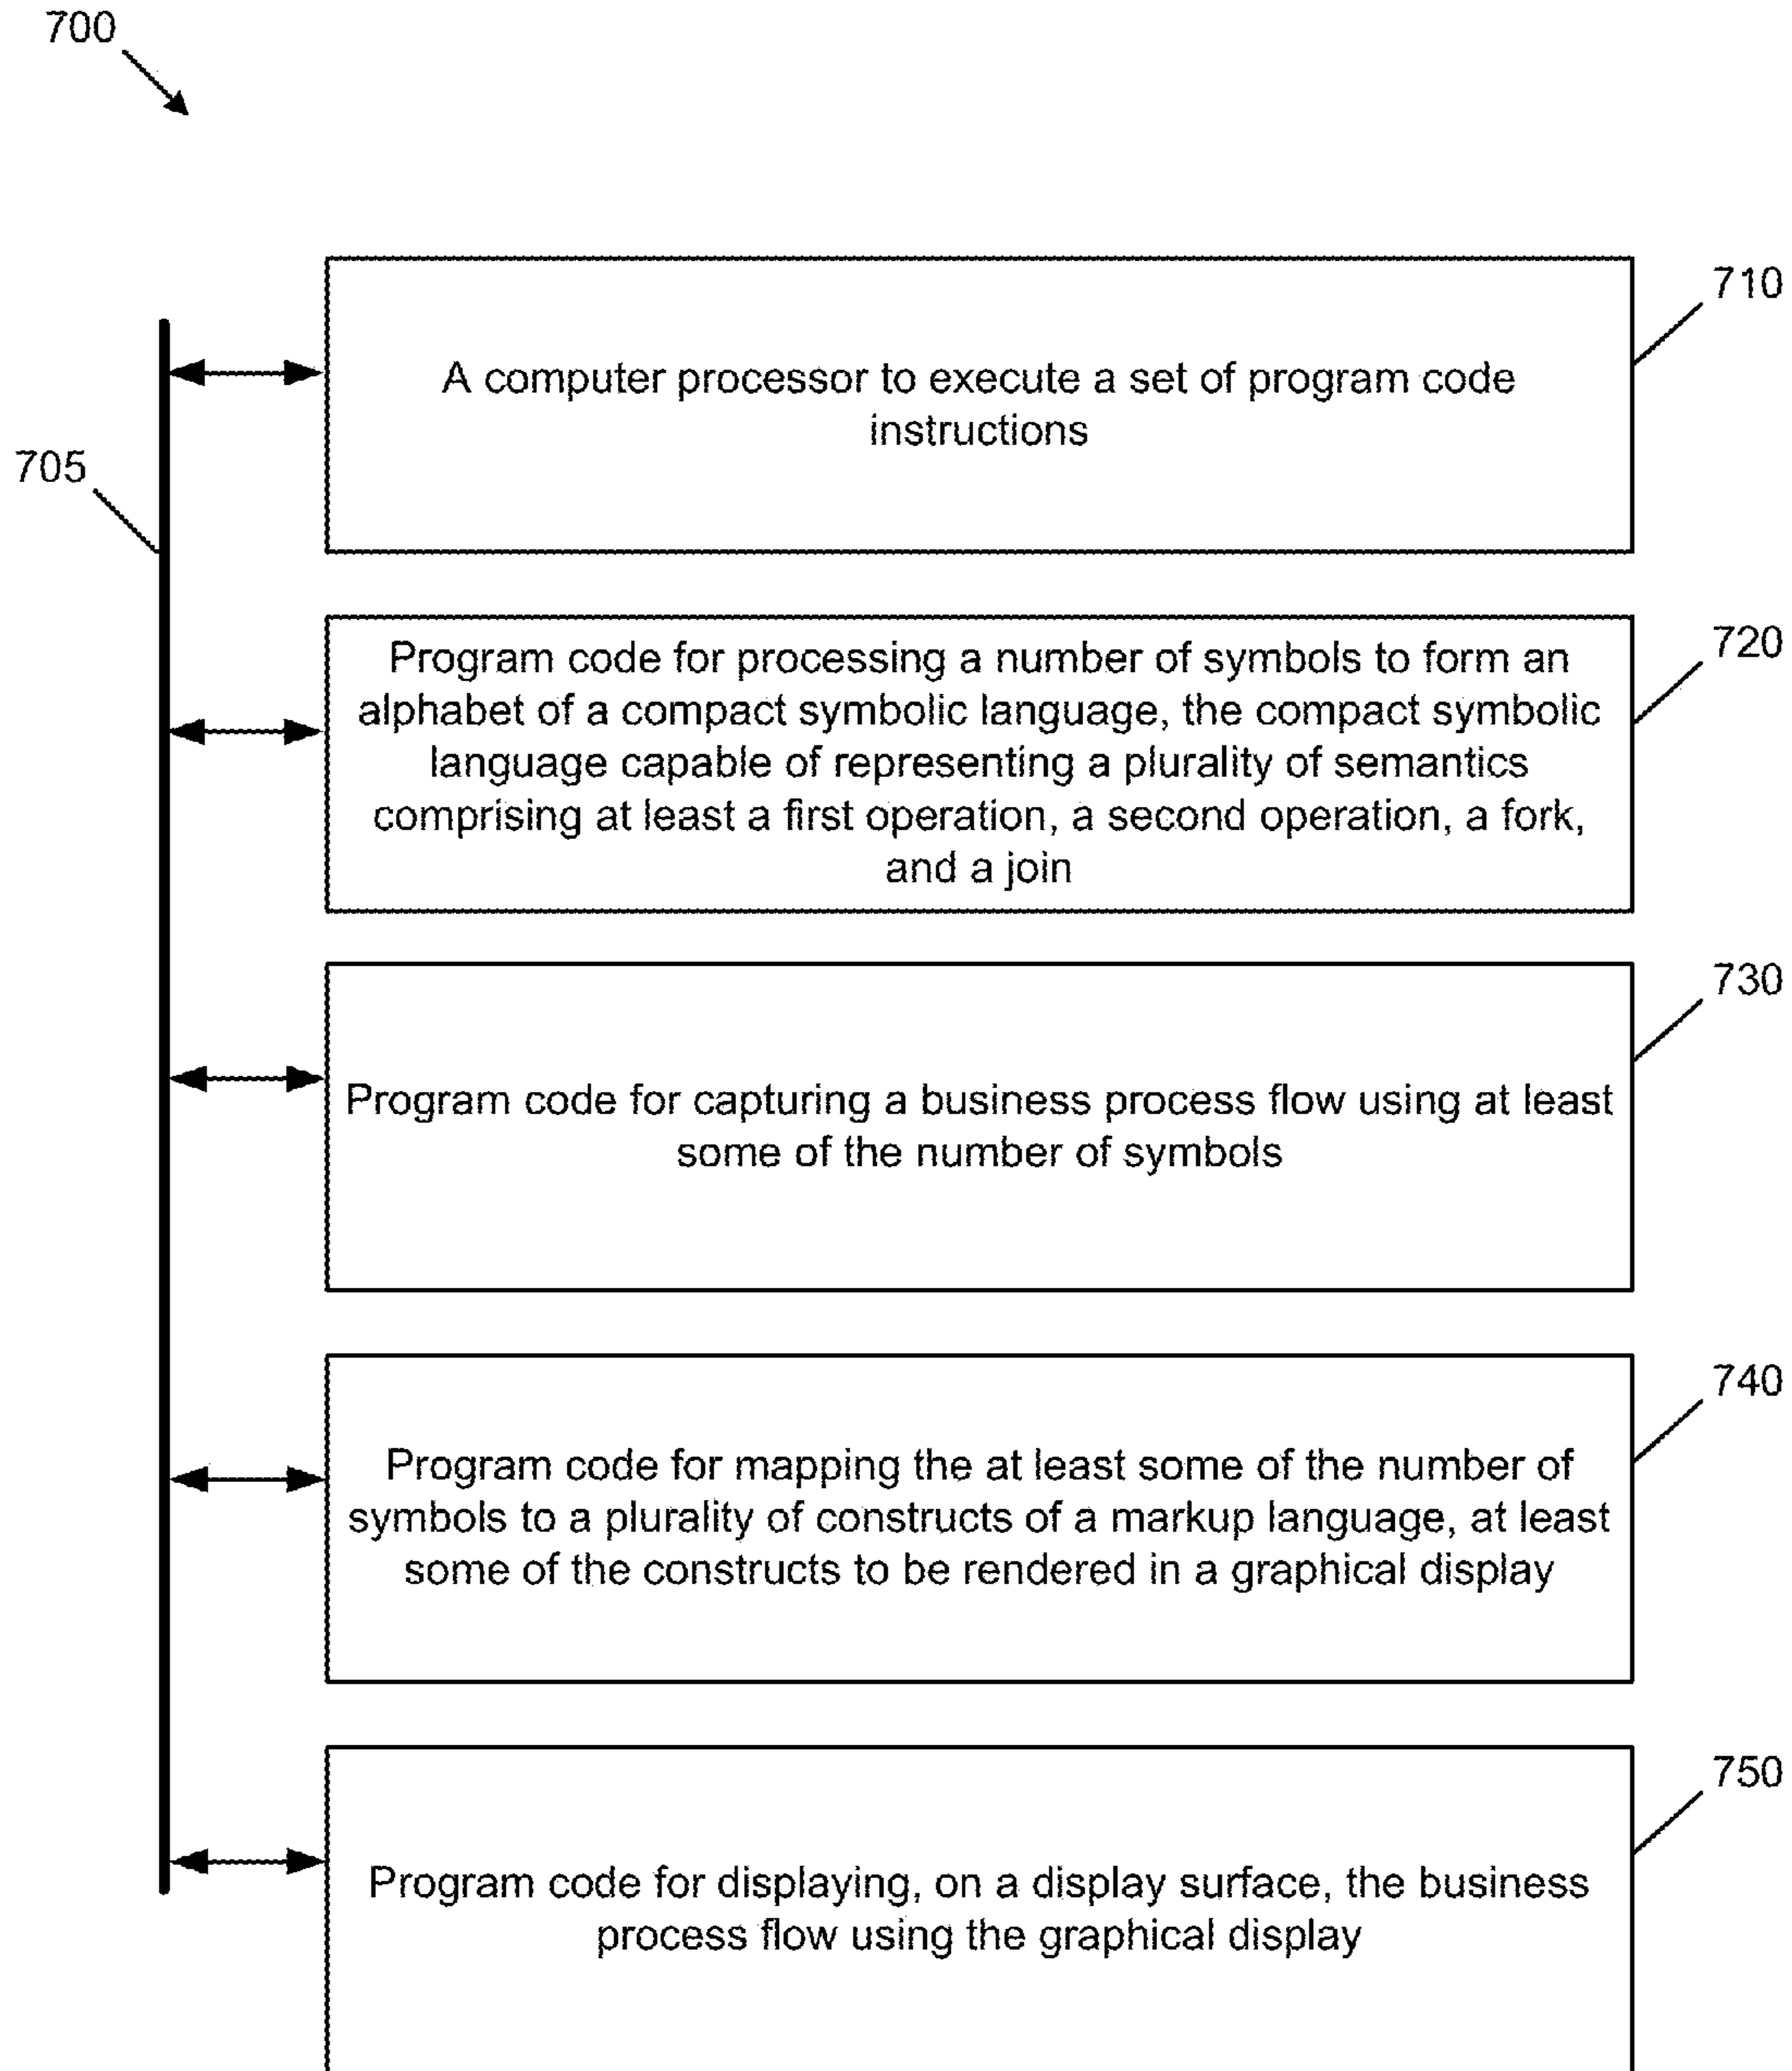 700
710
A computer processor to execute a set of program code
instructions
705
720
Program code for processing a number of symbols to form an
alphabet of a compact symbolic language, the compact symbolic
language capable of representing a plurality of semantics
comprising at least a first operation, a second operation, a fork,
and a join
730
Program code for capturing a business process flow using at least
some of the number of symbols
740
Program code for mapping the at least some of the number of
symbols to a plurality of constructs of a markup language, at least
some of the constructs to be rendered in a graphical display
750
Program code for displaying, on a display surface, the business
process flow using the graphical display